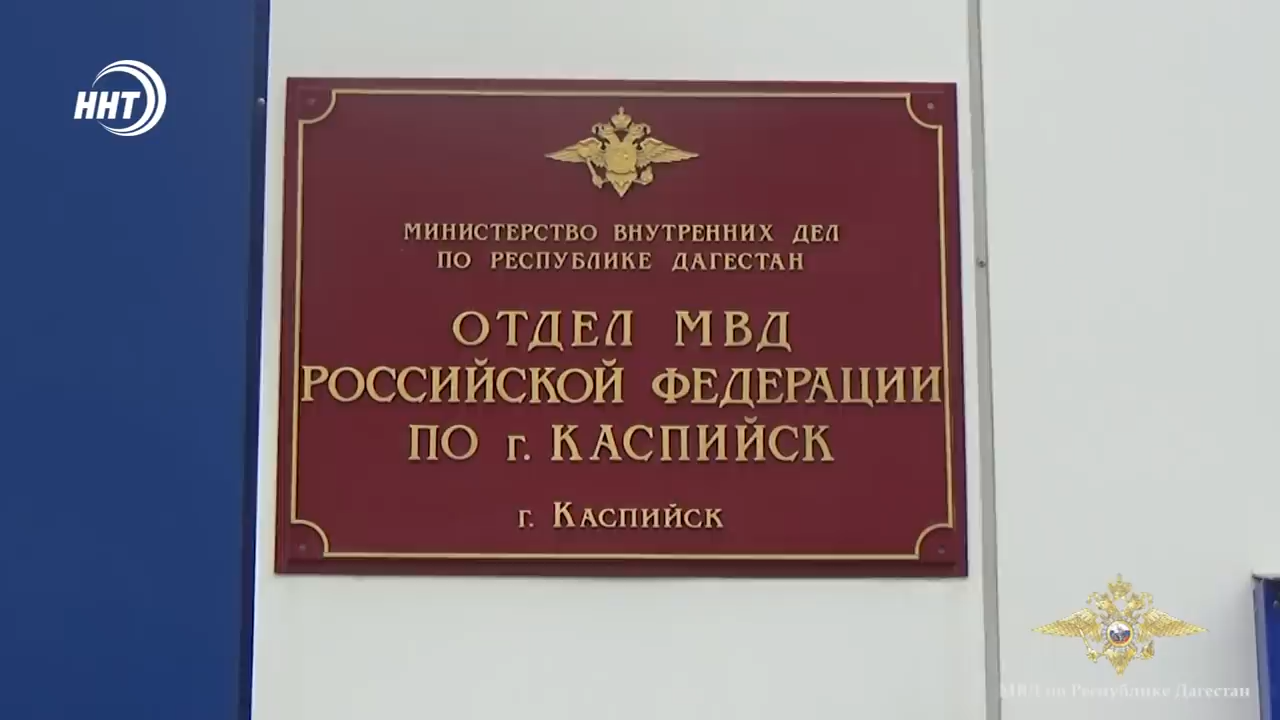 ННТ
МИНИСТЕРСТВО ВНУТРЕННИХ ДЕЛ
ПО РЕСПУБЛИКЕ ДАГЕСТАН
ОТДЕЛ МВД
РОССИЙСКОЙ ФЕДЕРАЦИИ
ПО г. КАСПИЙСК
г. КАСПИЙСК
МВД по Республике Дагестан